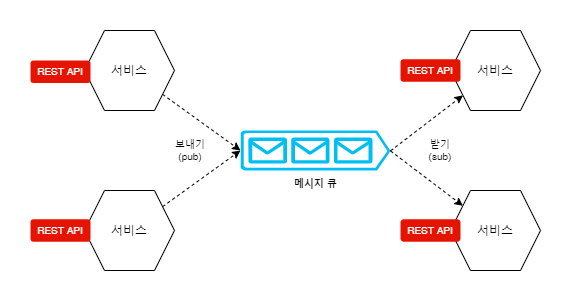 REST API
서비스
REST API
서비스
보내기
(pub)
받기
(sub)
메시지 큐
REST API
서비스
REST API
서비스